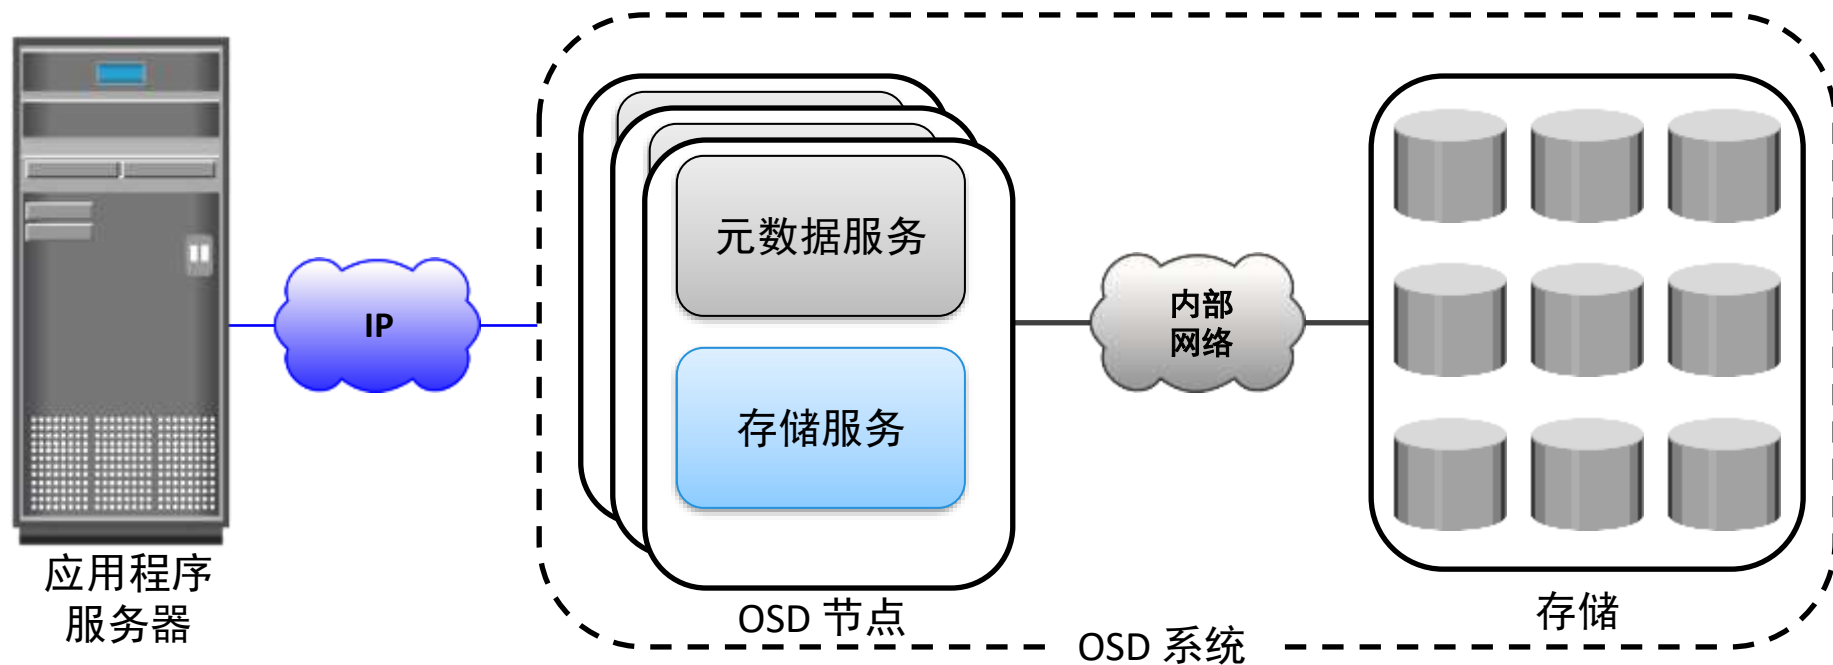 应用程序
服务器
IP
元数据服务
存储服务
OSD 节点
内部
网络
存储
OSD 系统